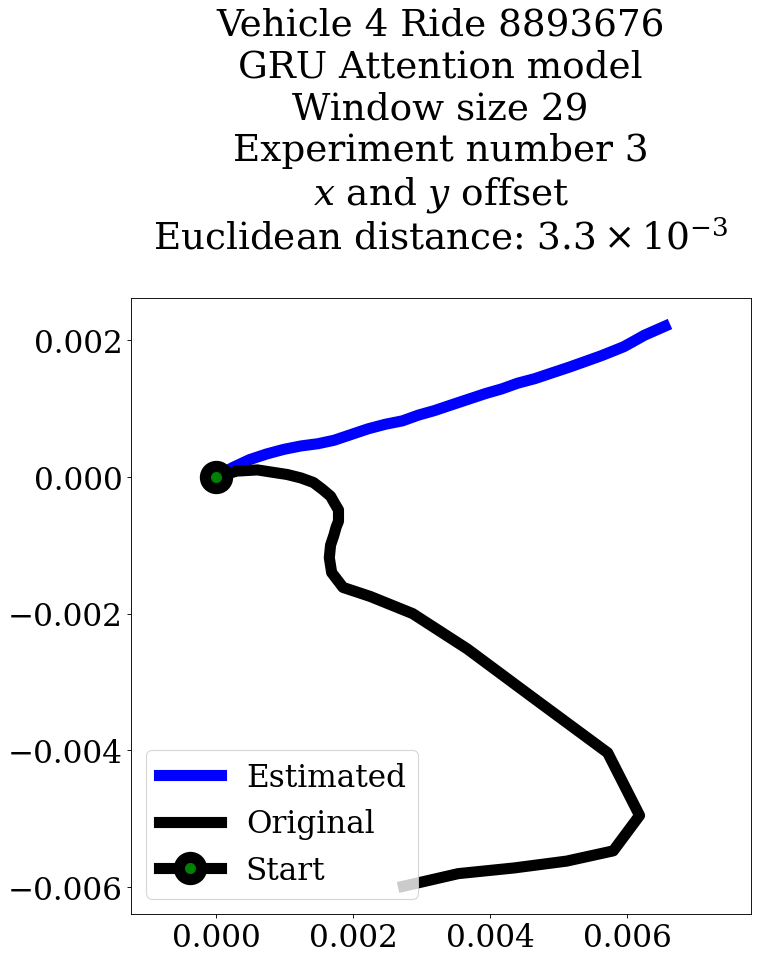 Vehicle 4 Ride 8893676
GRU Attention model
Window size 29
Experiment number 3
x and y offset
Euclidean distance: 3.3 × 10⁻³
0.002
0.000
−0.002
−0.004
−0.006
Estimated
Original
Start
0.000 0.002 0.004 0.006